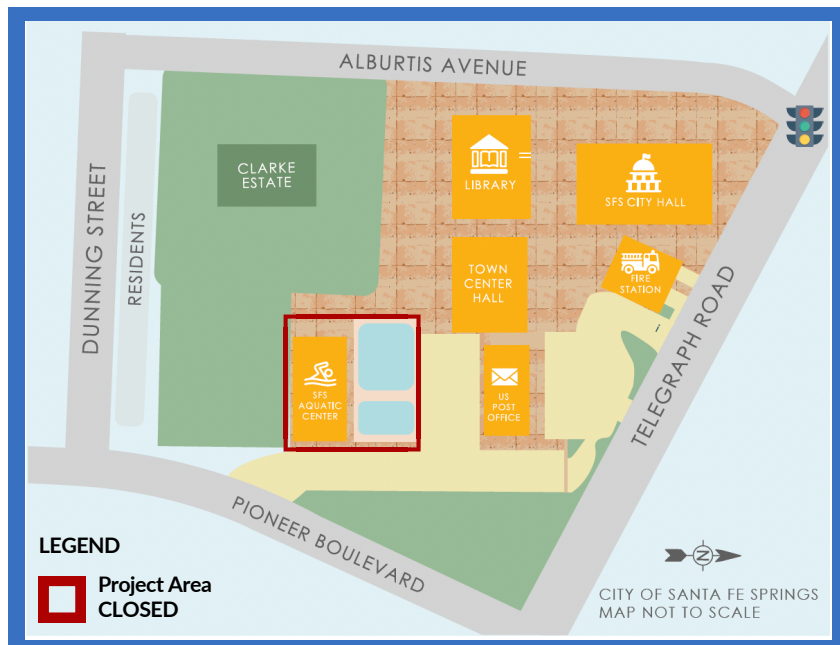 ALBURTIS AVENUE
CLARKE
ESTATE
LIBRARY
SFS CITY HALL
DUNNING STREET
RESIDENTS
TOWN
CENTER
HALL
FIRE
STATION
TELEGRAPH ROAD
SFS
AQUATIC
CENTER
US
POST
OFFICE
PIONEER BOULEVARD
LEGEND
Project Area
CLOSED
N
CITY OF SANTA FE SPRINGS
MAP NOT TO SCALE